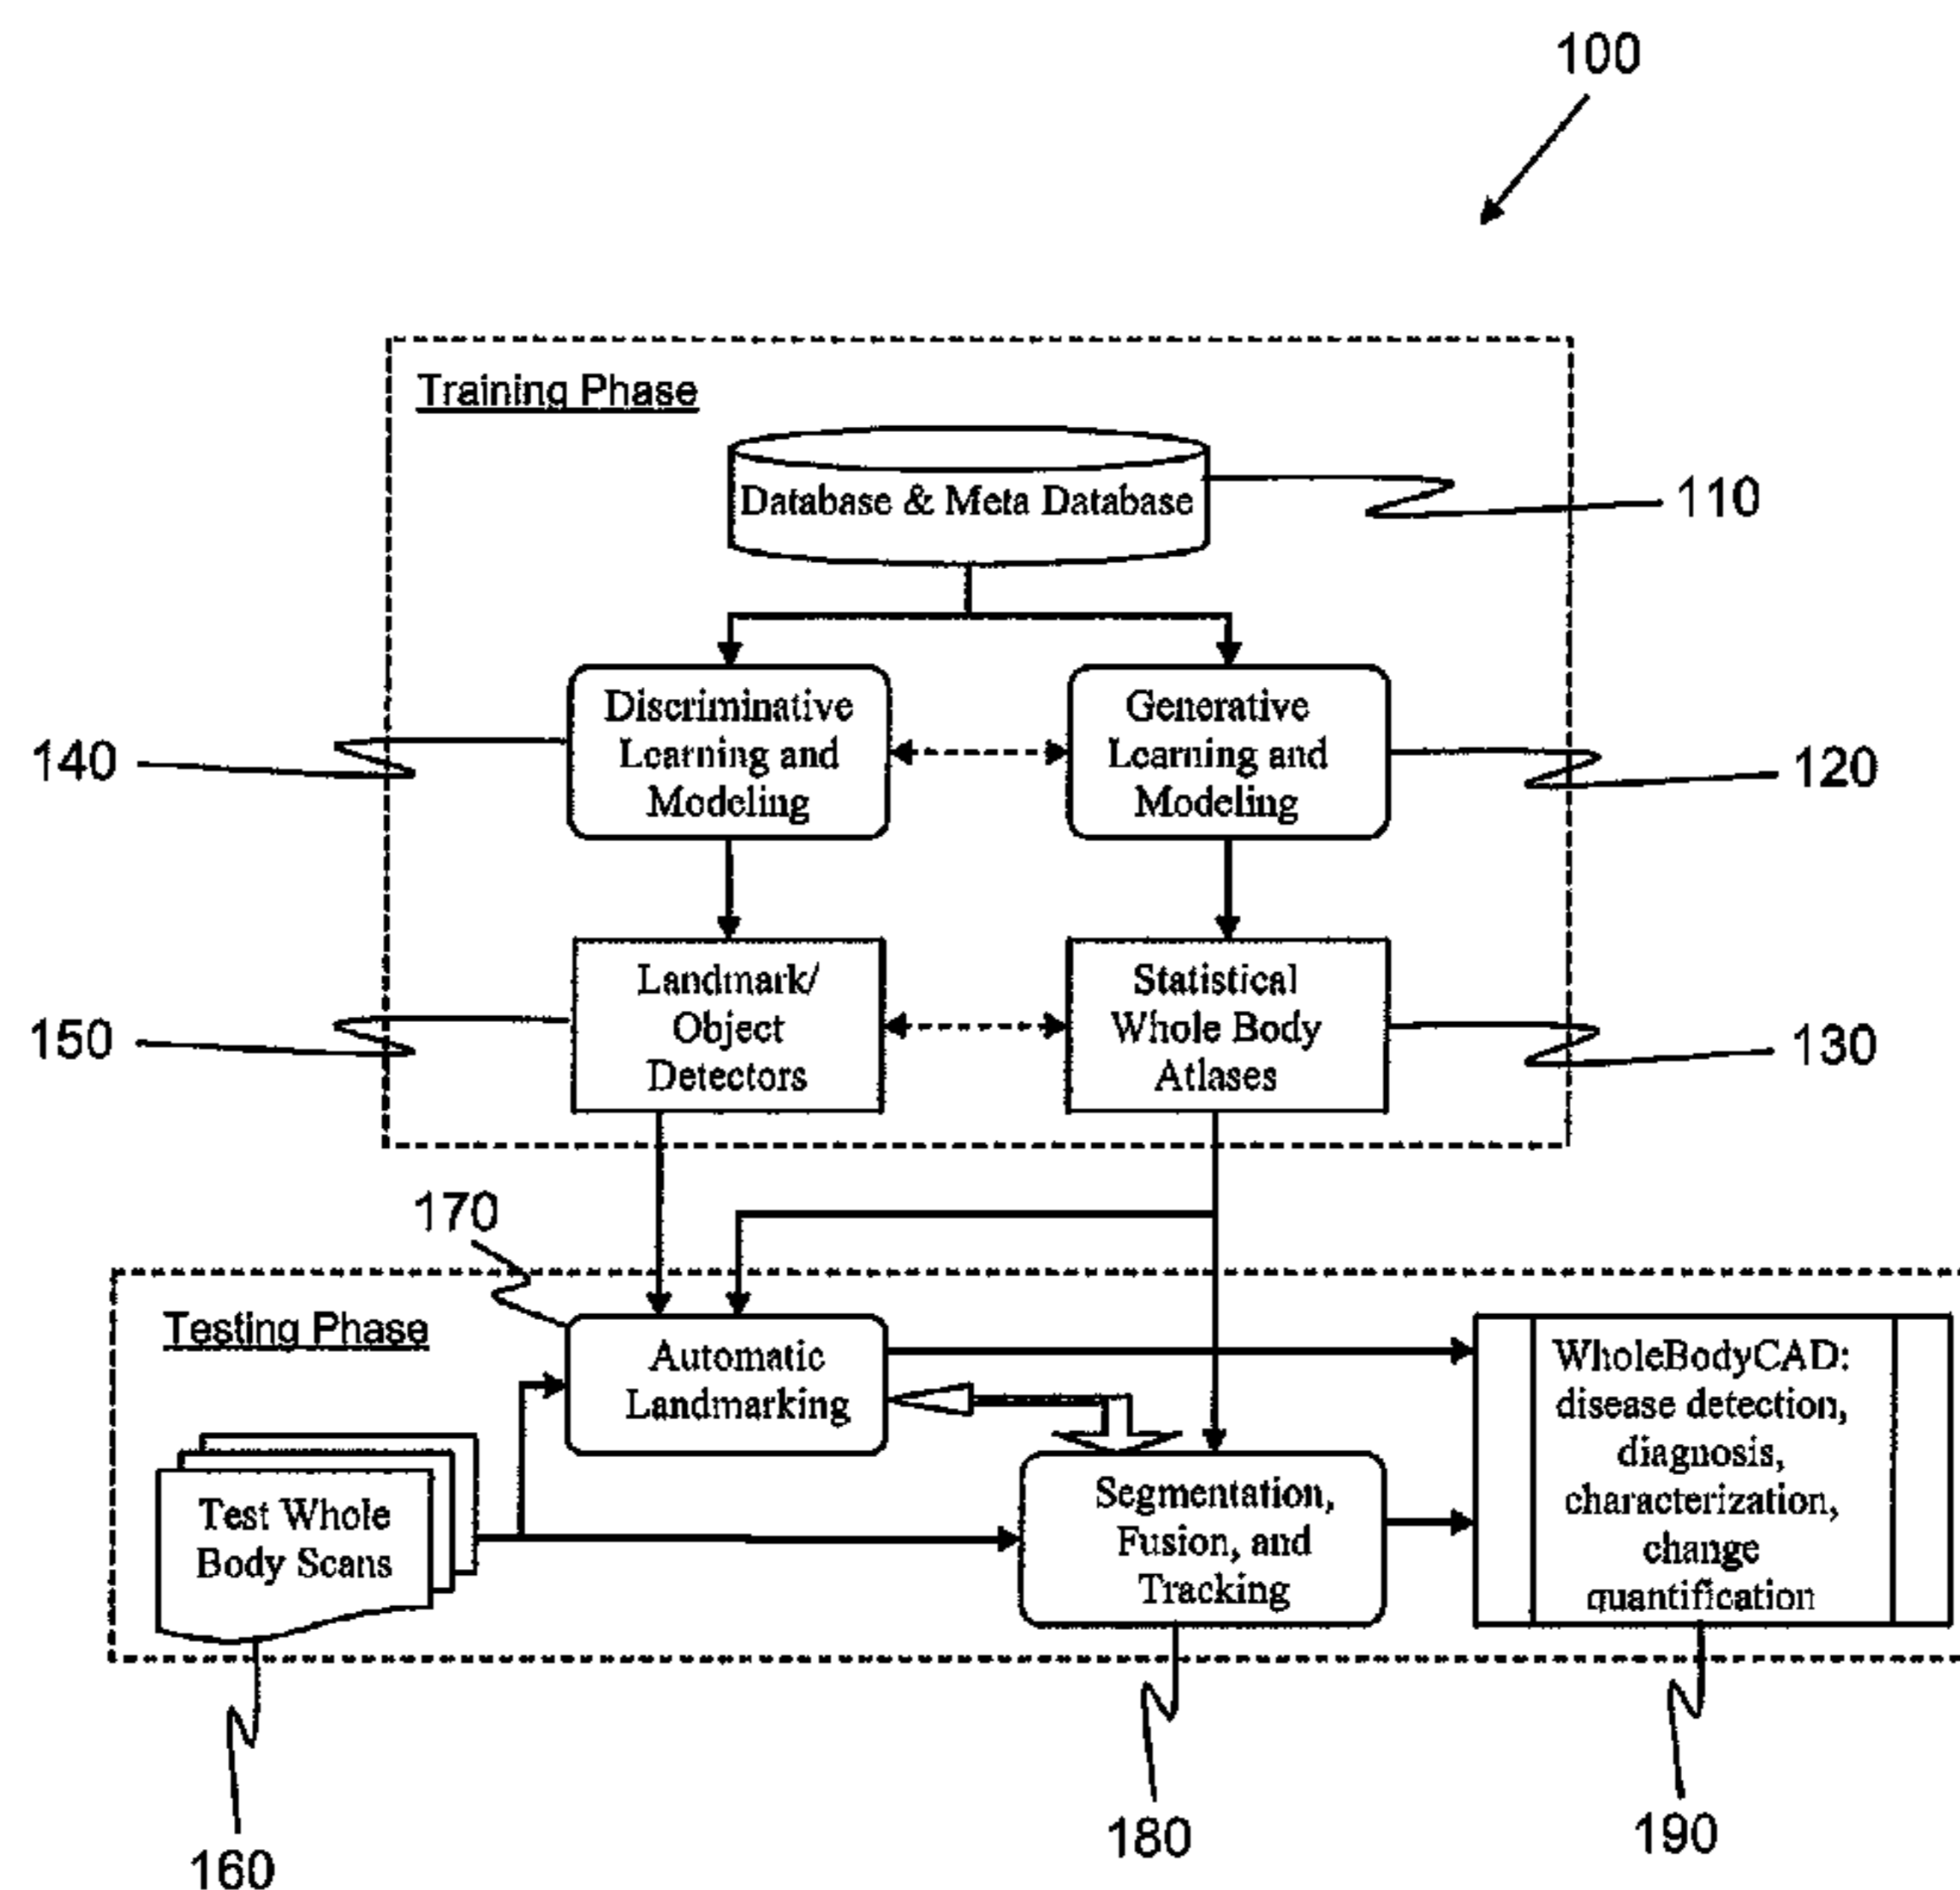 100
Training Phase
Database & Meta Database
110
Discriminative
Learning and
Modeling
Generative
Learning and
Modeling
140
120
Landmark/
Object
Detectors
Statistical
Whole Body
Atlases
150
130
170
Testing Phase
Automatic
Landmarking
WholeBodyCAD:
disease detection,
diagnosis,
characterization,
change
quantification
Test Whole
Body Scans
Segmentation,
Fusion, and
Tracking
160
180
190